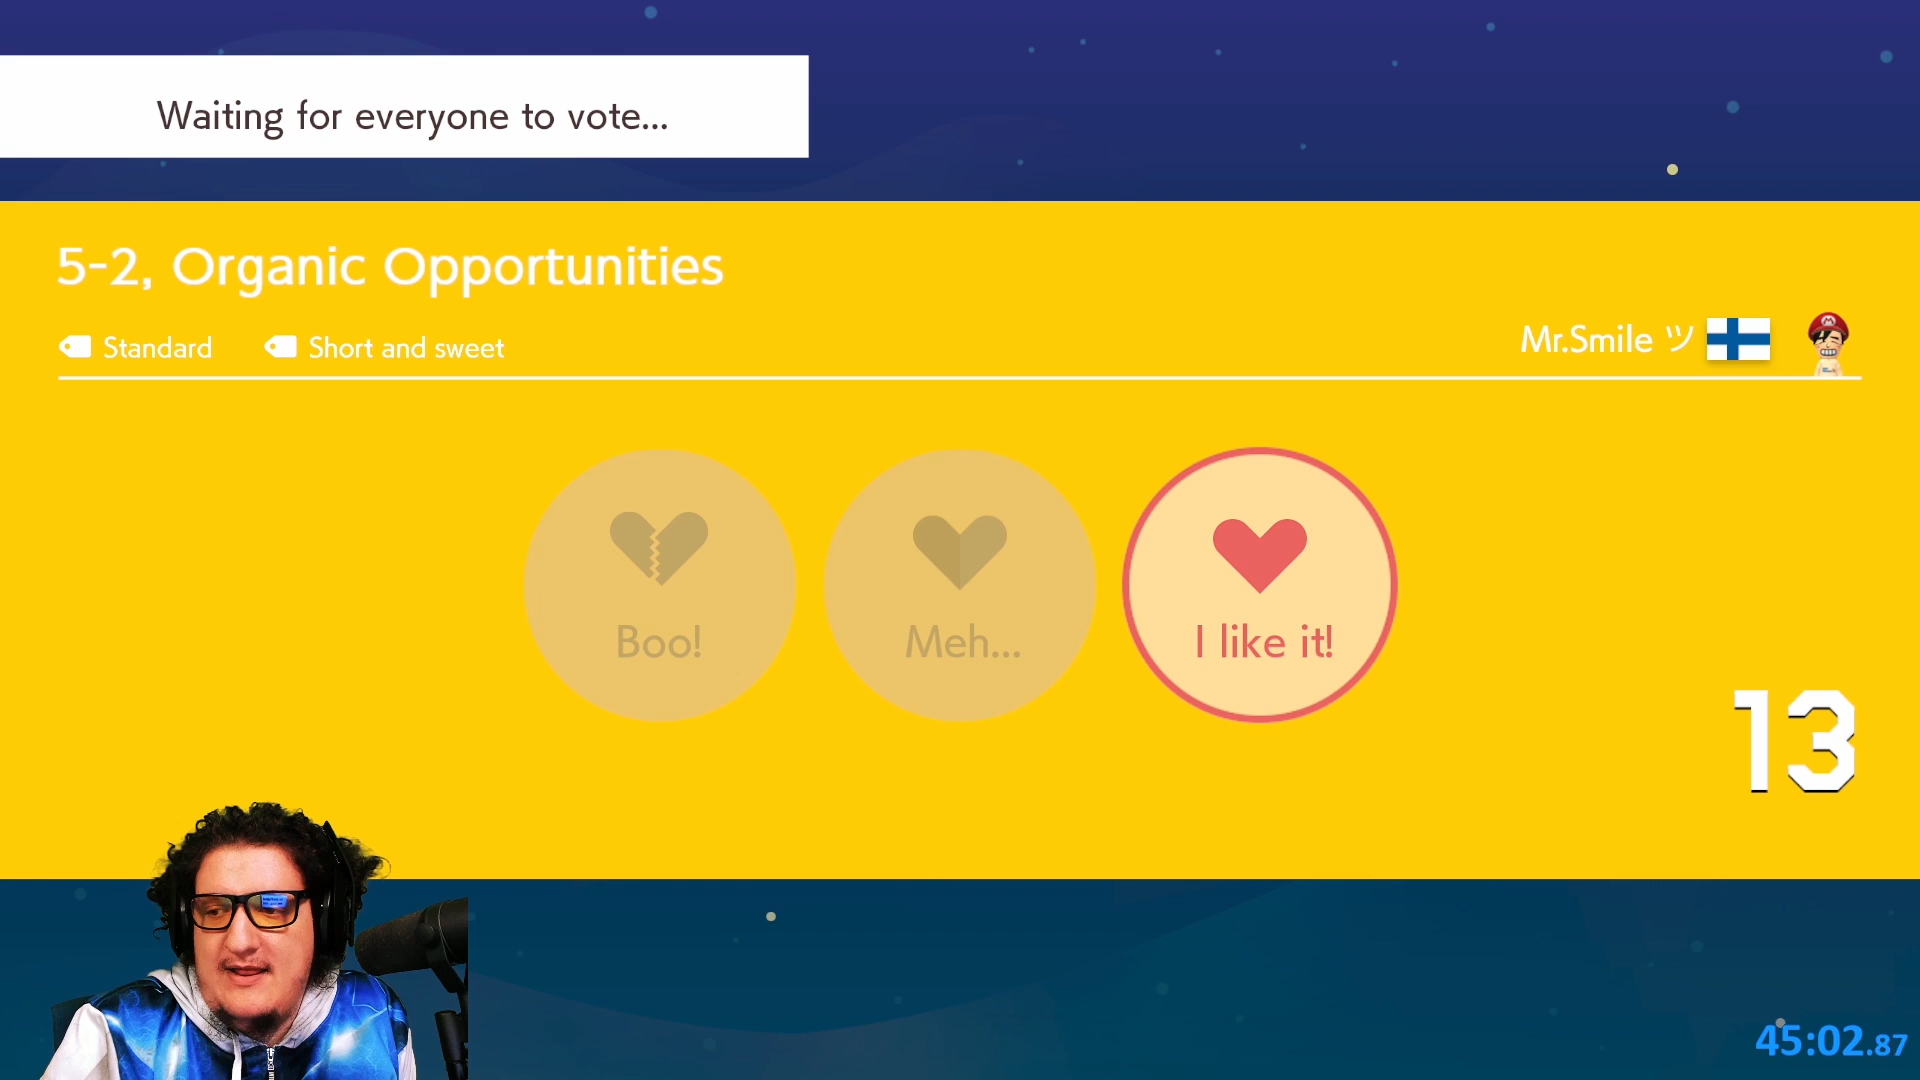 Waiting for everyone to vote...
5-2, Organic Opportunities
Standard
Short and sweet
Mr.Smile ツ
Boo!
Meh...
I like it!
13
45:02.87